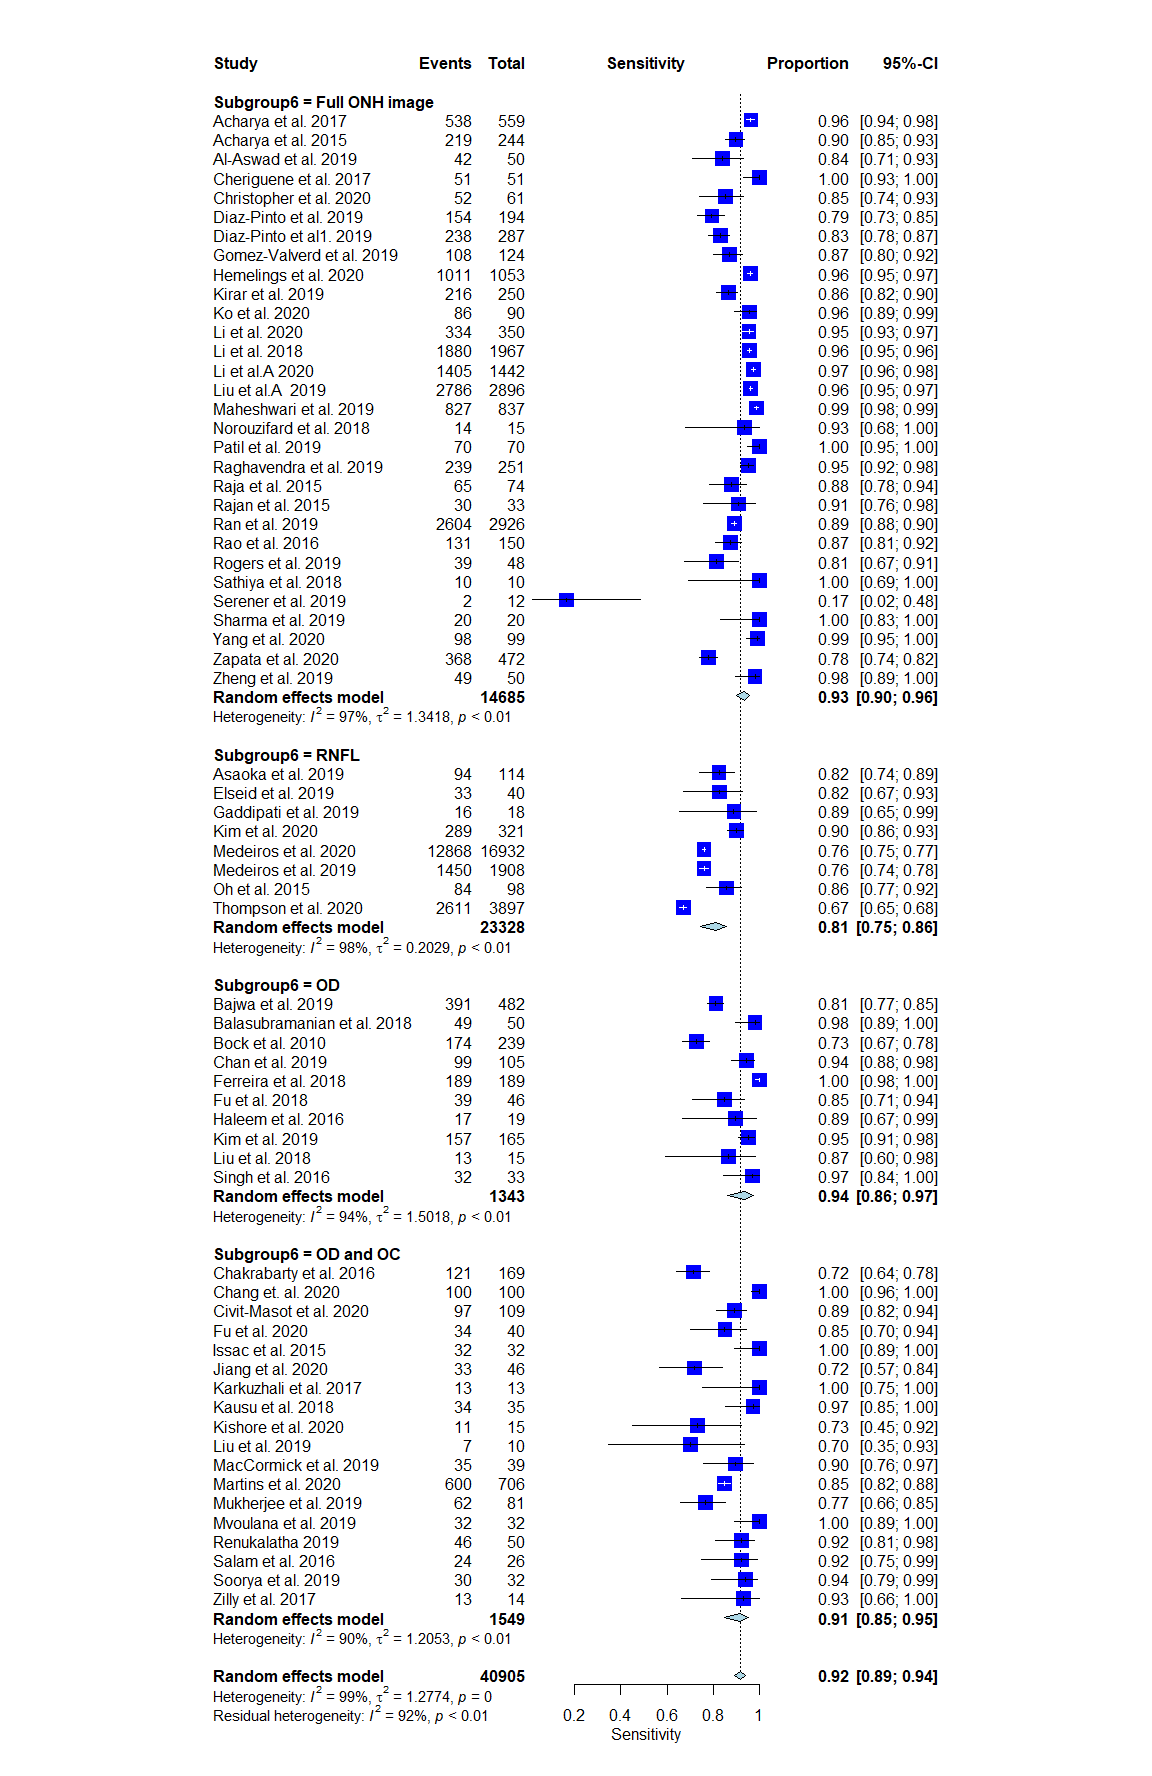 Study Events Total Sensitivity Proportion 95%-CI
Subgroup6 = Full ONH image
Acharya et al. 2017 538 559 0.96 [0.94; 0.98]
Acharya et al. 2015 219 244 0.90 [0.85; 0.93]
Al-Aswad et al. 2019 42 50 0.84 [0.71; 0.93]
Cheriguene et al. 2017 51 51 1.00 [0.93; 1.00]
Christopher et al. 2020 52 61 0.85 [0.74; 0.93]
Diaz-Pinto et al. 2019 154 194 0.79 [0.73; 0.85]
Diaz-Pinto et al1. 2019 238 287 0.83 [0.78; 0.87]
Gomez-Valverd et al. 2019 108 124 0.87 [0.80; 0.92]
Hemelings et al. 2020 1011 1053 0.96 [0.95; 0.97]
Kirar et al. 2019 216 250 0.86 [0.82; 0.90]
Ko et al. 2020 86 90 0.96 [0.89; 0.99]
Li et al. 2020 334 350 0.95 [0.93; 0.97]
Li et al. 2018 1880 1967 0.96 [0.95; 0.96]
Li et al.A 2020 1405 1442 0.97 [0.96; 0.98]
Liu et al.A 2019 2786 2896 0.96 [0.95; 0.97]
Maheshwari et al. 2019 827 837 0.99 [0.98; 0.99]
Norouzifard et al. 2018 14 15 0.93 [0.68; 1.00]
Patil et al. 2019 70 70 1.00 [0.95; 1.00]
Raghavendra et al. 2019 239 251 0.95 [0.92; 0.98]
Raja et al. 2015 65 74 0.88 [0.78; 0.94]
Rajan et al. 2015 30 33 0.91 [0.76; 0.98]
Ran et al. 2019 2604 2926 0.89 [0.88; 0.90]
Rao et al. 2016 131 150 0.87 [0.81; 0.92]
Rogers et al. 2019 39 48 0.81 [0.67; 0.91]
Sathiya et al. 2018 10 10 1.00 [0.69; 1.00]
Serener et al. 2019 2 12 0.17 [0.02; 0.48]
Sharma et al. 2019 20 20 1.00 [0.83; 1.00]
Yang et al. 2020 98 99 0.99 [0.95; 1.00]
Zapata et al. 2020 368 472 0.78 [0.74; 0.82]
Zheng et al. 2019 49 50 0.98 [0.89; 1.00]
Random effects model 14685 0.93 [0.90; 0.96]
Heterogeneity: I² = 97%, τ² = 1.3418, p < 0.01
Subgroup6 = RNFL
Asaoka et al. 2019 94 114 0.82 [0.74; 0.89]
Elseid et al. 2019 33 40 0.82 [0.67; 0.93]
Gaddipati et al. 2019 16 18 0.89 [0.65; 0.99]
Kim et al. 2020 289 321 0.90 [0.86; 0.93]
Medeiros et al. 2020 12868 16932 0.76 [0.75; 0.77]
Medeiros et al. 2019 1450 1908 0.76 [0.74; 0.78]
Oh et al. 2015 84 98 0.86 [0.77; 0.92]
Thompson et al. 2020 2611 3897 0.67 [0.65; 0.68]
Random effects model 23328 0.81 [0.75; 0.86]
Heterogeneity: I² = 98%, τ² = 0.2029, p < 0.01
Subgroup6 = OD
Bajwa et al. 2019 391 482 0.81 [0.77; 0.85]
Balasubramanian et al. 2018 49 50 0.98 [0.89; 1.00]
Bock et al. 2010 174 239 0.73 [0.67; 0.78]
Chan et al. 2019 99 105 0.94 [0.88; 0.98]
Ferreira et al. 2018 189 189 1.00 [0.98; 1.00]
Fu et al. 2018 39 46 0.85 [0.71; 0.94]
Haleem et al. 2016 17 19 0.89 [0.67; 0.99]
Kim et al. 2019 157 165 0.95 [0.91; 0.98]
Liu et al. 2018 13 15 0.87 [0.60; 0.98]
Singh et al. 2016 32 33 0.97 [0.84; 1.00]
Random effects model 1343 0.94 [0.86; 0.97]
Heterogeneity: I² = 94%, τ² = 1.5018, p < 0.01
Subgroup6 = OD and OC
Chakrabarty et al. 2016 121 169 0.72 [0.64; 0.78]
Chang et. al. 2020 100 100 1.00 [0.96; 1.00]
Civit-Masot et al. 2020 97 109 0.89 [0.82; 0.94]
Fu et al. 2020 34 40 0.85 [0.70; 0.94]
Issac et al. 2015 32 32 1.00 [0.89; 1.00]
Jiang et al. 2020 33 46 0.72 [0.57; 0.84]
Karkuzhali et al. 2017 13 13 1.00 [0.75; 1.00]
Kausu et al. 2018 34 35 0.97 [0.85; 1.00]
Kishore et al. 2020 11 15 0.73 [0.45; 0.92]
Liu et al. 2019 7 10 0.70 [0.35; 0.93]
MacCormick et al. 2019 35 39 0.90 [0.76; 0.97]
Martins et al. 2020 600 706 0.85 [0.82; 0.88]
Mukherjee et al. 2019 62 81 0.77 [0.66; 0.85]
Mvoulana et al. 2019 32 32 1.00 [0.89; 1.00]
Renukalatha 2019 46 50 0.92 [0.81; 0.98]
Salam et al. 2016 24 26 0.92 [0.75; 0.99]
Soorya et al. 2019 30 32 0.94 [0.79; 0.99]
Zilly et al. 2017 13 14 0.93 [0.66; 1.00]
Random effects model 1549 0.91 [0.85; 0.95]
Heterogeneity: I² = 90%, τ² = 1.2053, p < 0.01
Random effects model 40905 0.92 [0.89; 0.94]
Heterogeneity: I² = 99%, τ² = 1.2774, p = 0
Residual heterogeneity: I² = 92%, p < 0.01
0.2 0.4 0.6 0.8 1
Sensitivity